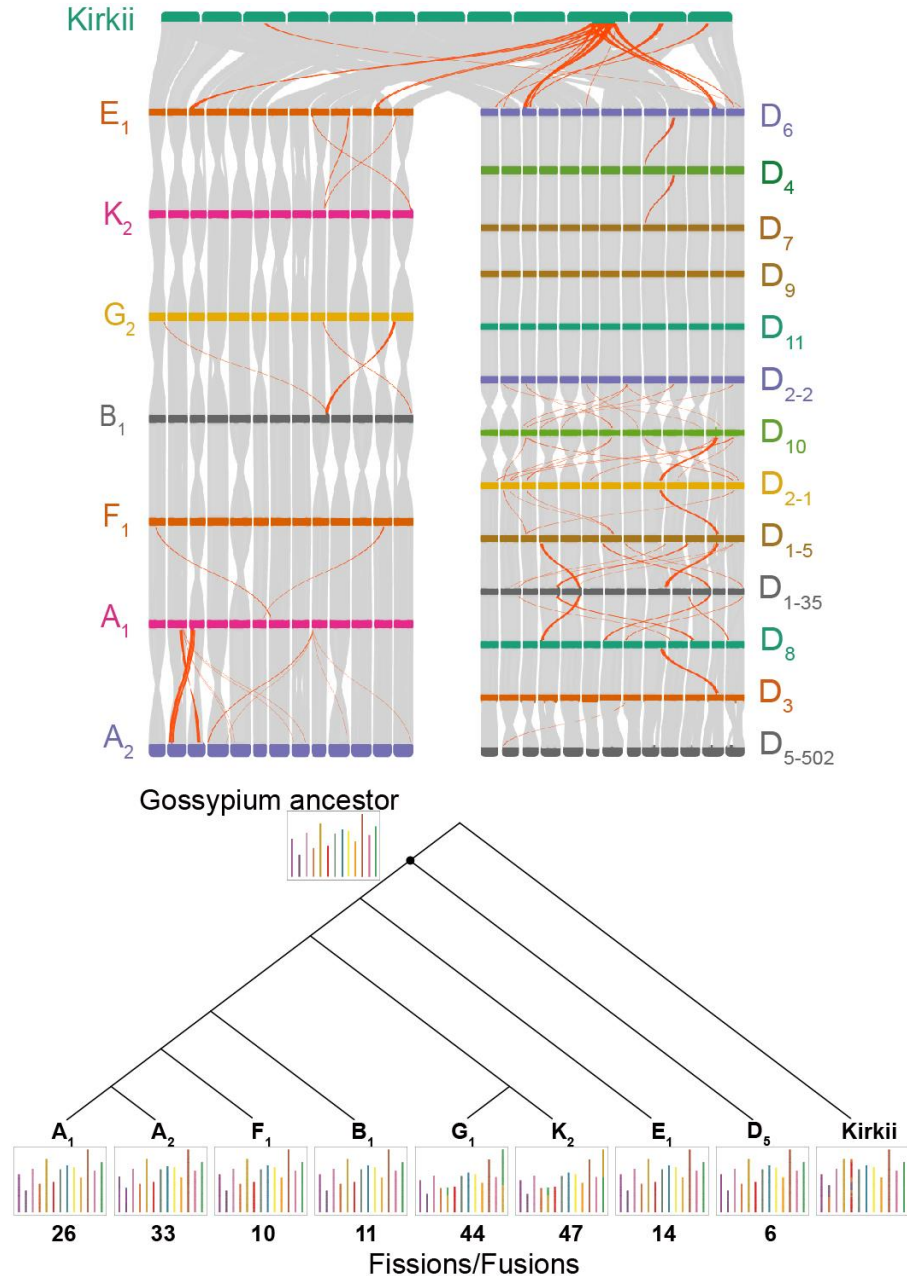 Kirkii
E1
D6
D4
K2
D7
D9
G2
D11
D2-2
B1
D10
D2-1
F1
D1-5
D1-35
A1
D8
D3
A2
D5-502
Gossypium ancestor
A1 A2 F1 B1 G1 K2 E1 D5 Kirkii
26 33 10 11 44 47 14 6
Fissions/Fusions